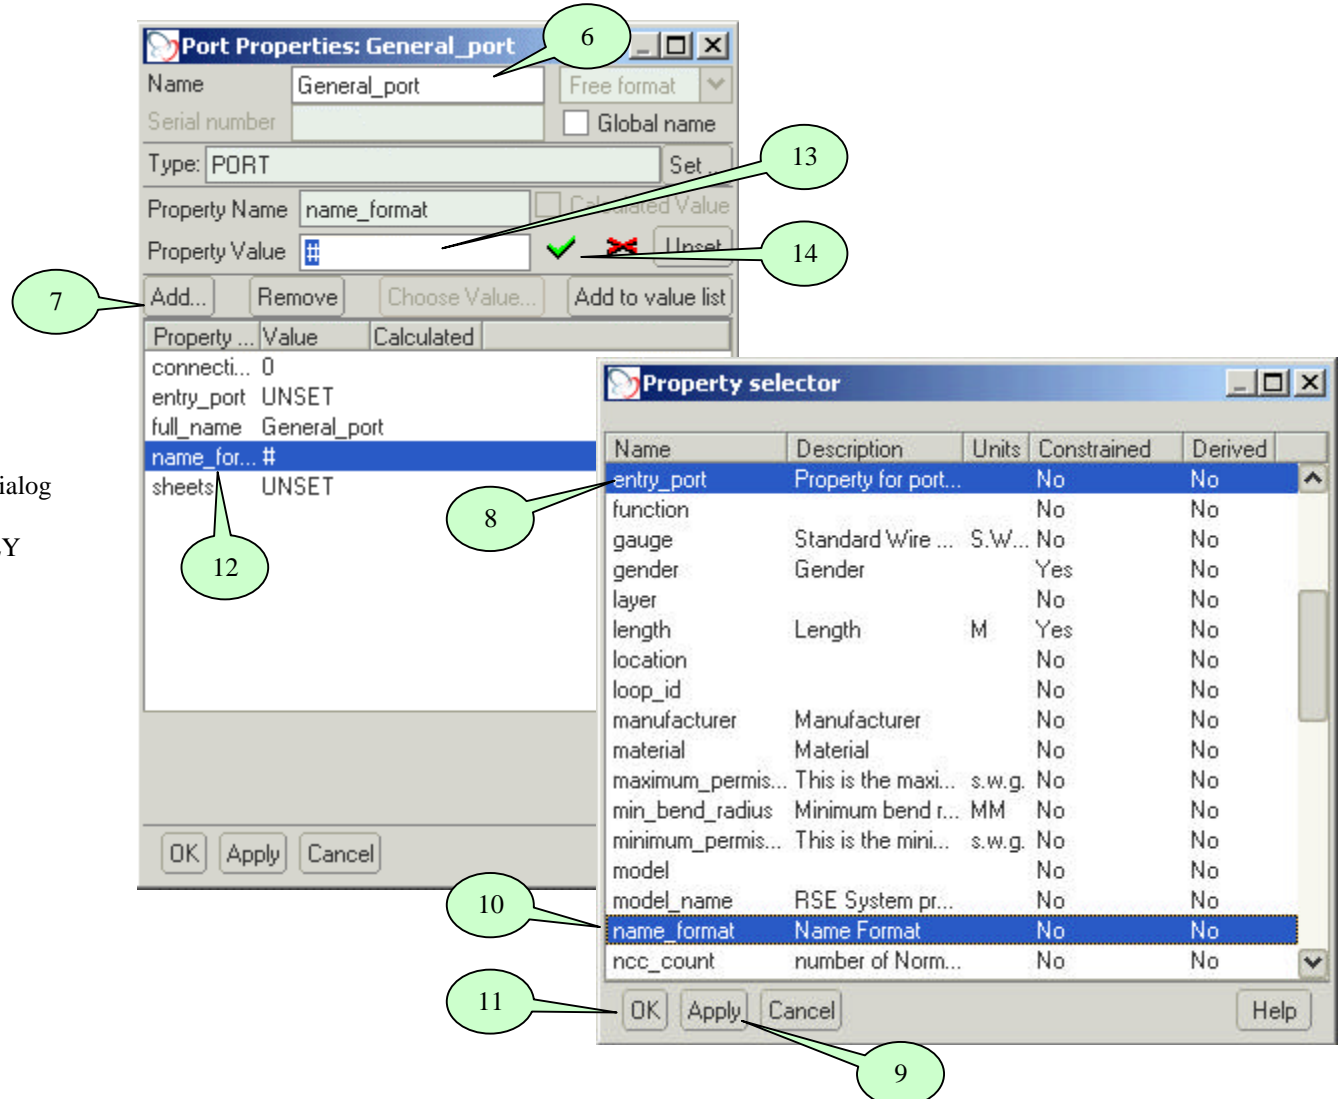 6
Port Properties: General_port
Name General_port Free format
Serial number Global name
13
Type: PORT Set...
Property Name name_format Calculated Value
Property Value # Unset
14
7
Add... Remove Choose Value... Add to value list
Property ... Value Calculated
connecti... 0
entry_port UNSET
full_name General_port
name_for... #
sheets UNSET
12
OK Apply Cancel
ialog
Y
Property selector
Name Description Units Constrained Derived
entry_port Property for port... No No
8
function No No
gauge Standard Wire ... S.W... No No
gender Gender Yes No
layer No No
length Length M Yes No
location No No
loop_id No No
manufacturer Manufacturer No No
material Material No No
maximum_permis... This is the maxi... s.w.g. No No
min_bend_radius Minimum bend r... MM No No
minimum_permis... This is the mini... s.w.g. No No
model No No
model_name RSE System pr... No No
10
name_format Name Format No No
ncc_count number of Norm... No No
11
OK Apply Cancel Help
9